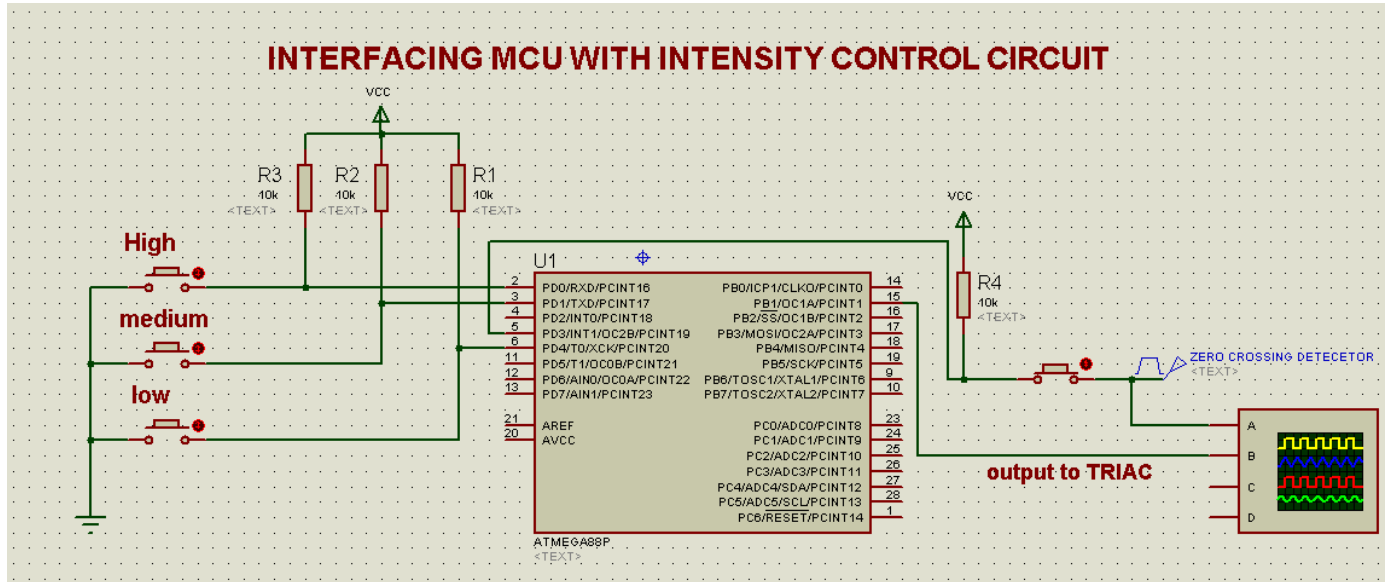 INTERFACING MCU WITH INTENSITY CONTROL CIRCUIT
VCC
R3
10k
<TEXT>
R2
10k
<TEXT>
R1
10k
<TEXT>
High
medium
low
U1
2 PD0/RXD/PCINT16
3 PD1/TXD/PCINT17
4 PD2/INT0/PCINT18
5 PD3/INT1/OC2B/PCINT19
6 PD4/T0/XCK/PCINT20
11 PD5/T1/OC0B/PCINT21
12 PD6/AIN0/OC0A/PCINT22
13 PD7/AIN1/PCINT23
21 AREF
20 AVCC
PB0/ICP1/CLKO/PCINT0 14
PB1/OC1A/PCINT1 15
PB2/SS/OC1B/PCINT2 16
PB3/MOSI/OC2A/PCINT3 17
PB4/MISO/PCINT4 18
PB5/SCK/PCINT5 19
PB6/TOSC1/XTAL1/PCINT6 9
PB7/TOSC2/XTAL2/PCINT7 10
PC0/ADC0/PCINT8 23
PC1/ADC1/PCINT9 24
PC2/ADC2/PCINT10 25
PC3/ADC3/PCINT11 26
PC4/ADC4/SDA/PCINT12 27
PC5/ADC5/SCL/PCINT13 28
PC6/RESET/PCINT14 1
ATMEGA88P
<TEXT>
VCC
R4
10k
<TEXT>
ZERO CROSSING DETECETOR
<TEXT>
output to TRIAC
A
B
C
D